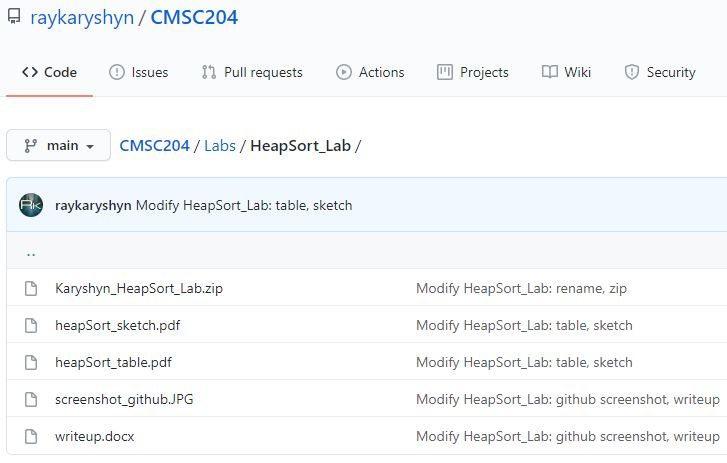 raykaryshyn / CMSC204
Code Issues Pull requests Actions Projects Wiki Security
main CMSC204 / Labs / HeapSort_Lab /
RK raykaryshyn Modify HeapSort_Lab: table, sketch
..
Karyshyn_HeapSort_Lab.zip Modify HeapSort_Lab: rename, zip
heapSort_sketch.pdf Modify HeapSort_Lab: table, sketch
heapSort_table.pdf Modify HeapSort_Lab: table, sketch
screenshot_github.JPG Modify HeapSort_Lab: github screenshot, writeup
writeup.docx Modify HeapSort_Lab: github screenshot, writeup